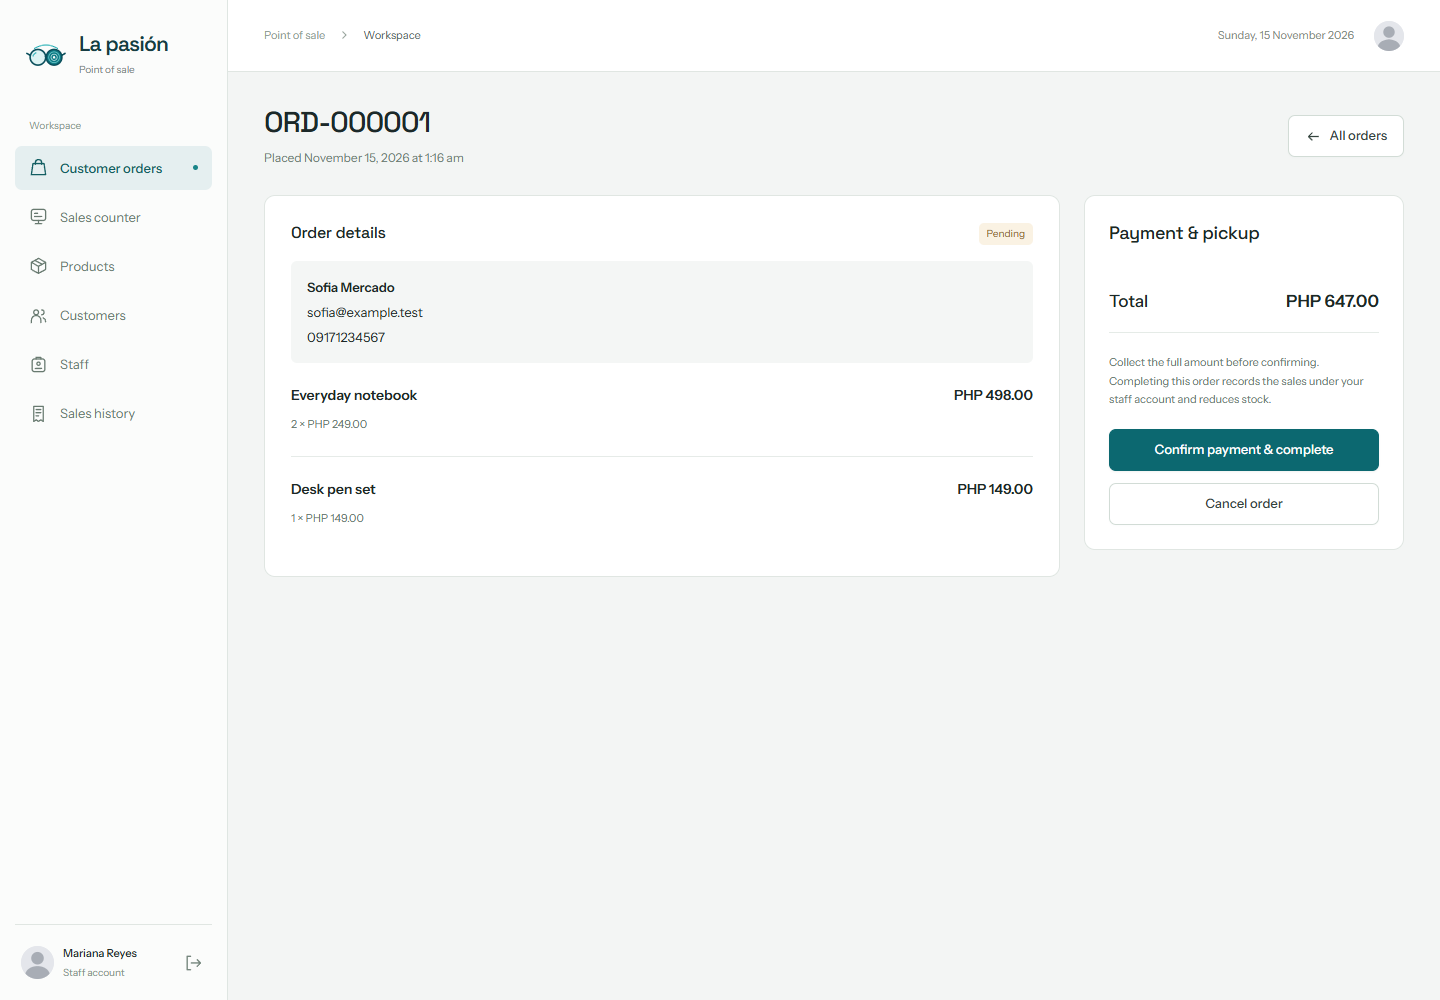 La pasión
Point of sale
Workspace
Customer orders
Sales counter
Products
Customers
Staff
Sales history
Mariana Reyes
Staff account
Point of sale
Workspace
Sunday, 15 November 2026
ORD-000001
Placed November 15, 2026 at 1:16 am
All orders
Order details
Pending
Sofia Mercado
sofia@example.test
09171234567
Everyday notebook
PHP 498.00
2 × PHP 249.00
Desk pen set
PHP 149.00
1 × PHP 149.00
Payment & pickup
Total
PHP 647.00
Collect the full amount before confirming.
Completing this order records the sales under your
staff account and reduces stock.
Confirm payment & complete
Cancel order